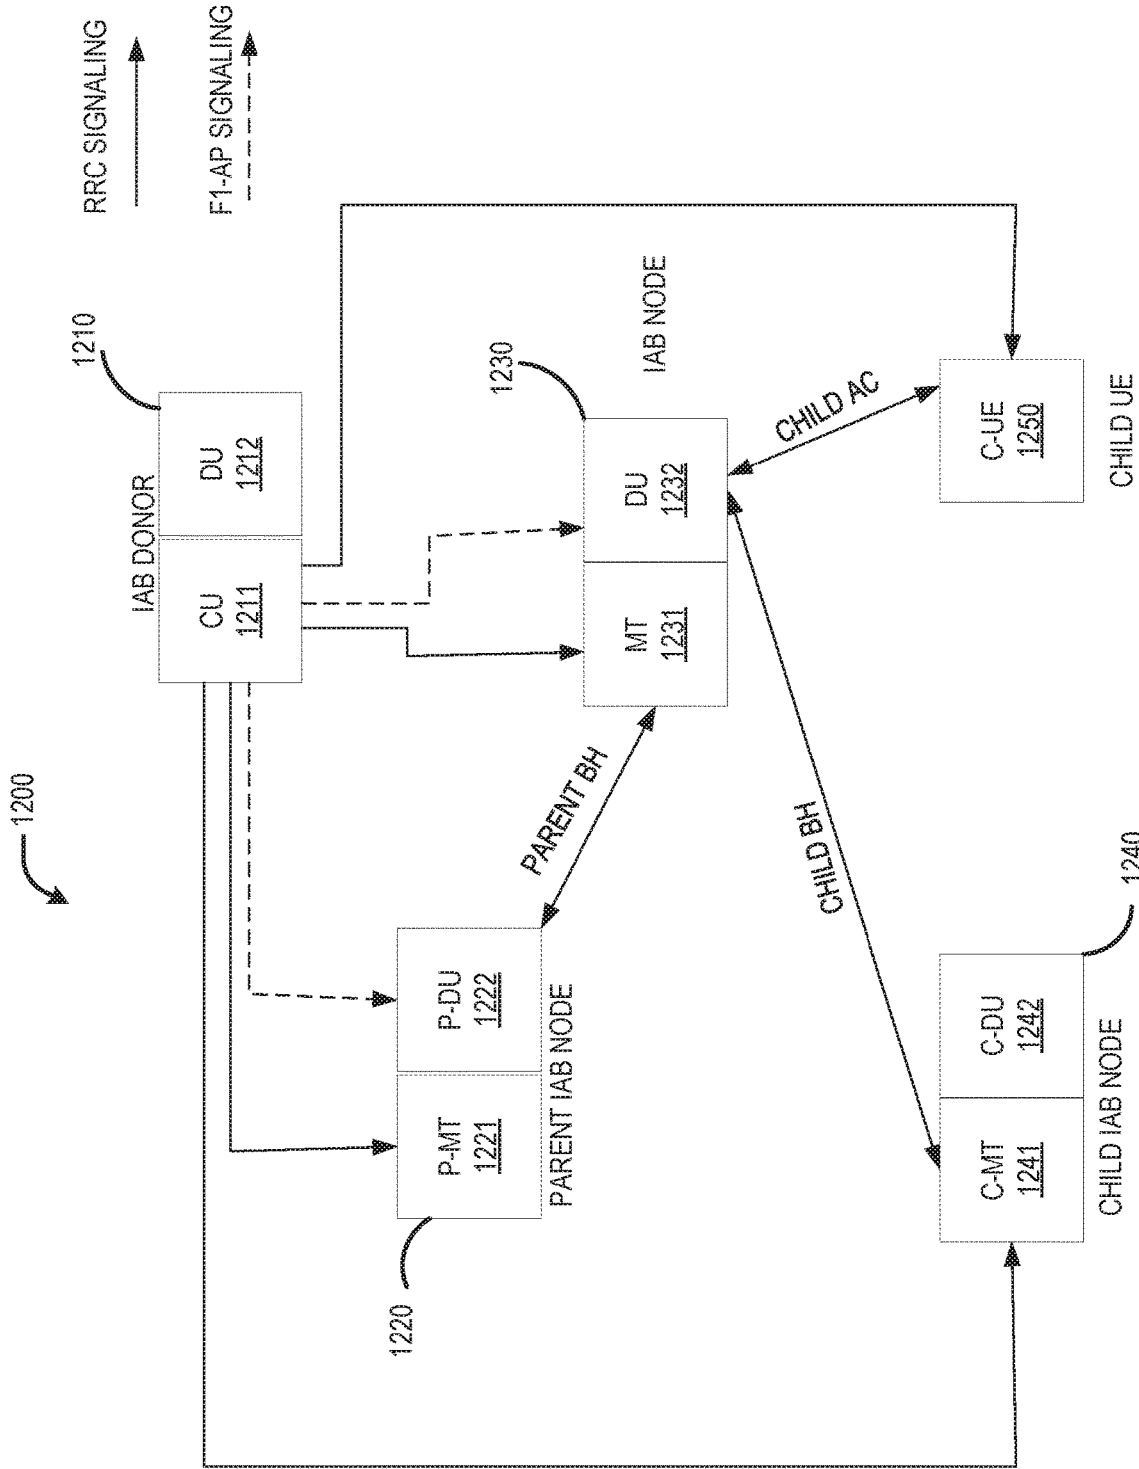 1200
RRC SIGNALING
F1-AP SIGNALING
1210
IAB DONOR
CU
1211
DU
1212
1220
P-MT
1221
P-DU
1222
PARENT IAB NODE
PARENT BH
1230
MT
1231
DU
1232
IAB NODE
CHILD BH
CHILD AC
1240
C-MT
1241
C-DU
1242
CHILD IAB NODE
C-UE
1250
CHILD UE